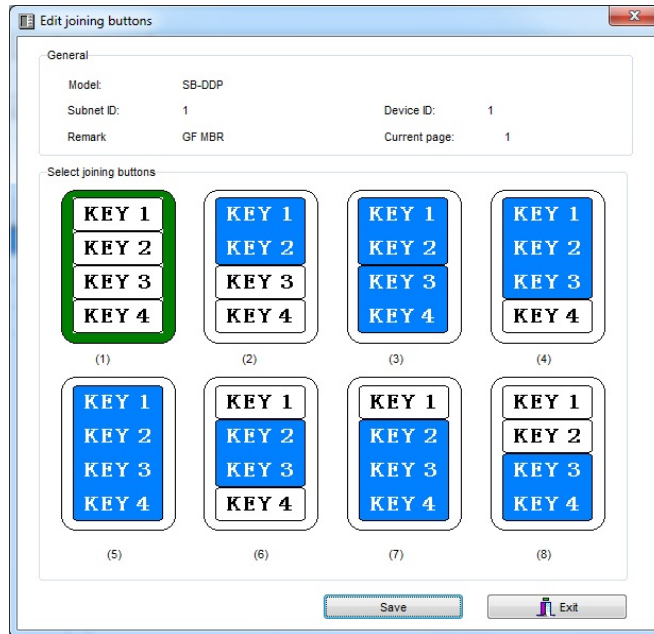 Edit joining buttons
General
Model: SB-DDP
Subnet ID: 1 Device ID: 1
Remark GF MBR Current page: 1
Select joining buttons
KEY 1 KEY 1 KEY 1 KEY 1
KEY 2 KEY 2 KEY 2 KEY 2
KEY 3 KEY 3 KEY 3 KEY 3
KEY 4 KEY 4 KEY 4 KEY 4
(1) (2) (3) (4)
KEY 1 KEY 1 KEY 1 KEY 1
KEY 2 KEY 2 KEY 2 KEY 2
KEY 3 KEY 3 KEY 3 KEY 3
KEY 4 KEY 4 KEY 4 KEY 4
(5) (6) (7) (8)
Save Exit